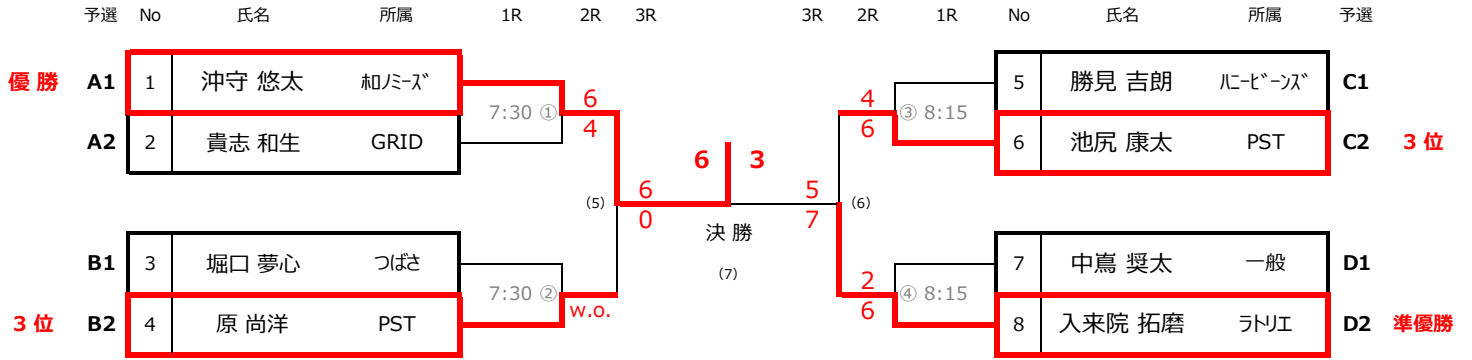 予選 No 氏名 所属 1R 2R 3R 3R 2R 1R No 氏名 所属 予選
優 勝 A1 1 沖守 悠太 ﾎﾛﾉﾐｰｽﾞ 5 勝見 吉朗 ﾊﾆｰﾋﾞｰﾝｽﾞ C1
7:30 ① 6 4 ③ 8:15
4 6
A2 2 貴志 和生 GRID 6 池尻 康太 PST C2 3 位
6 3
(5) 6 5 (6)
0 7
決 勝
B1 3 堀口 夢心 つばさ 7 中嶌 奨太 一般 D1
(7)
7:30 ② 2 ④ 8:15
w.o. 6
3 位 B2 4 原 尚洋 PST 8 入来院 拓磨 ﾗﾄﾘｴ D2 準優勝